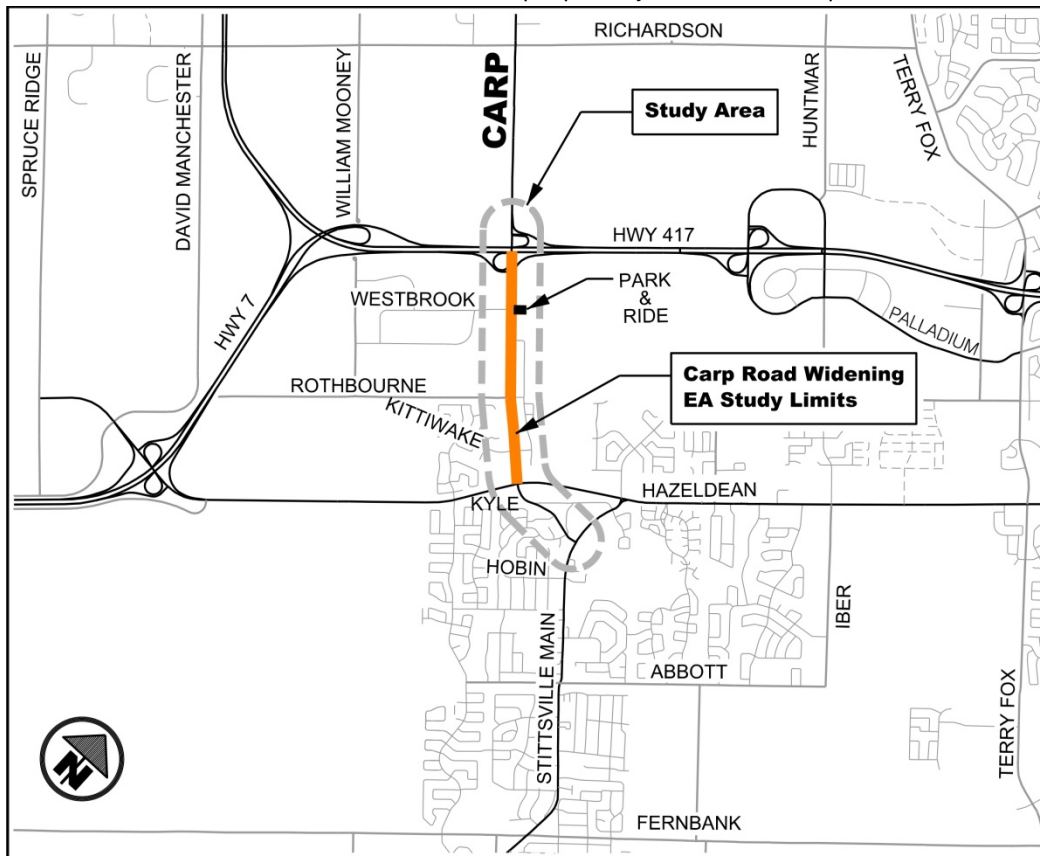 RICHARDSON
SPRUCE RIDGE
DAVID MANCHESTER
WILLIAM MOONEY
CARP
HUNTMAR
TERRY FOX
Study Area
HWY 417
WESTBROOK
PARK
&
RIDE
HWY 7
PALLADIUM
ROTHBOURNE
KITTIWAKE
Carp Road Widening
EA Study Limits
KYLE
HAZELDEAN
HOBIN
STITTSVILLE MAIN
IBER
ABBOTT
TERRY FOX
N
FERNBANK